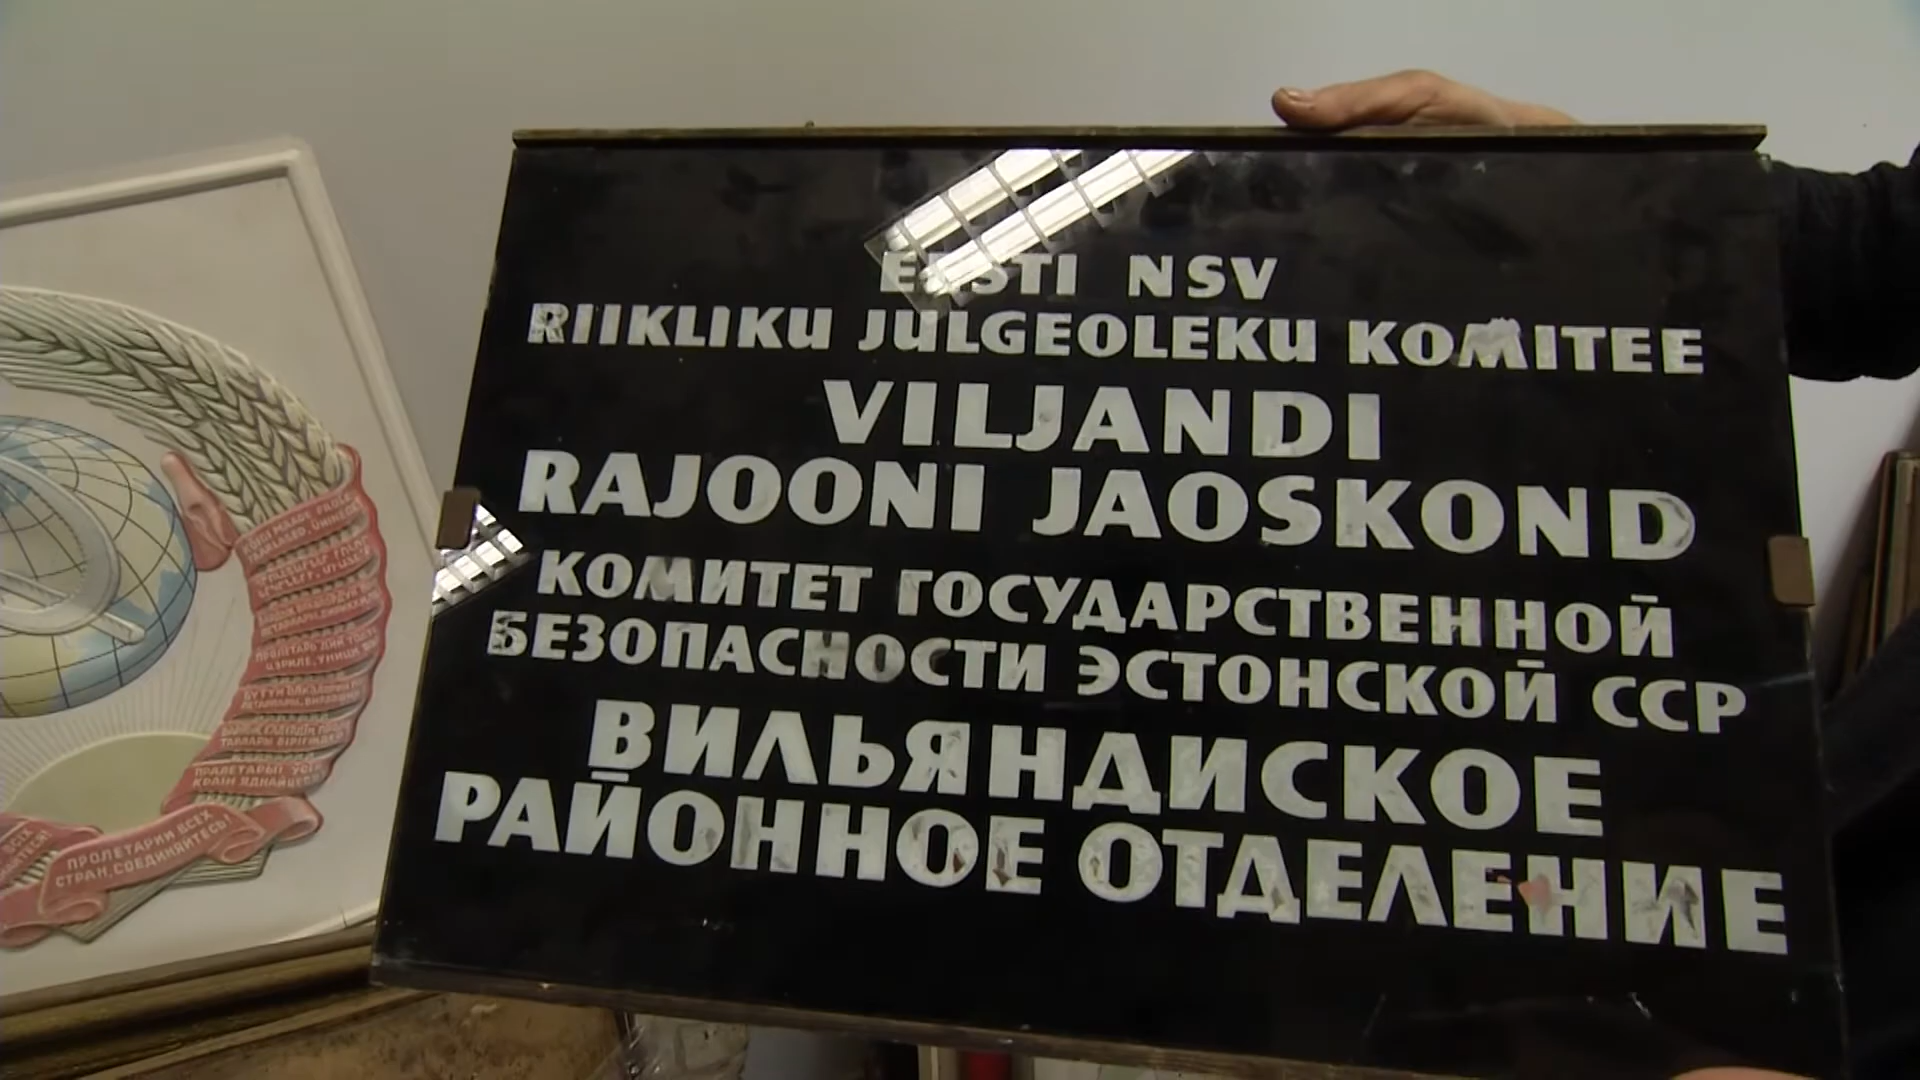 EESTI NSV
RIIKLIKU JULGEOLEKU KOMITEE
VILJANDI
RAJOONI JAOSKOND
КОМИТЕТ ГОСУДАРСТВЕННОЙ
БЕЗОПАСНОСТИ ЭСТОНСКОЙ ССР
ВИЛЬЯНДИСКОЕ
РАЙОННОЕ ОТДЕЛЕНИЕ
ПРОЛЕТАРИИ ВСЕХ
СТРАН, СОЕДИНЯЙТЕСЬ!